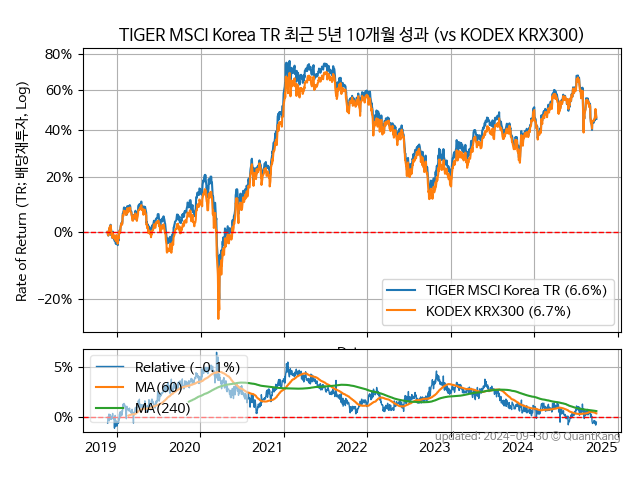 TIGER MSCI Korea TR 최근 5년 10개월 성과 (vs KODEX KRX300)
Rate of Return (TR: 배당재투자, Log)
80%
60%
40%
20%
0%
−20%
TIGER MSCI Korea TR (6.6%)
KODEX KRX300 (6.7%)
5%
0%
Relative (−0.1%)
MA(60)
MA(240)
2019 2020 2021 2022 2023 2024 2025
updated: 2024-09-30 © QuantKang